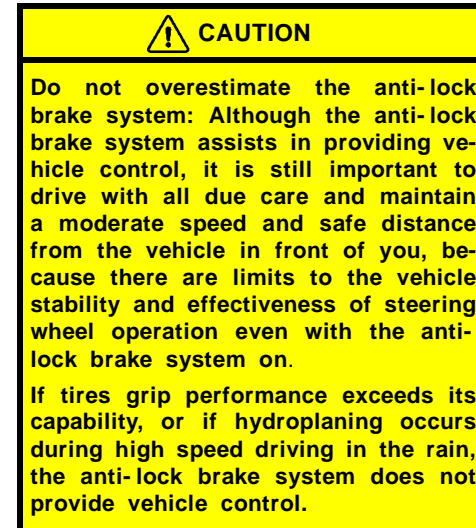 CAUTION
Do not overestimate the anti-lock
brake system: Although the anti-lock
brake system assists in providing ve-
hicle control, it is still important to
drive with all due care and maintain
a moderate speed and safe distance
from the vehicle in front of you, be-
cause there are limits to the vehicle
stability and effectiveness of steering
wheel operation even with the anti-
lock brake system on.
If tires grip performance exceeds its
capability, or if hydroplaning occurs
during high speed driving in the rain,
the anti-lock brake system does not
provide vehicle control.